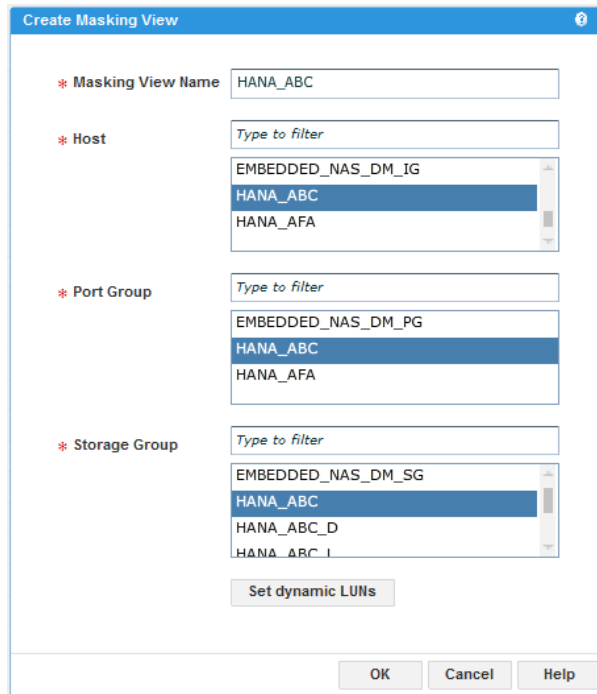 Create Masking View
* Masking View Name HANA_ABC
* Host Type to filter
EMBEDDED_NAS_DM_IG
HANA_ABC
HANA_AFA
* Port Group Type to filter
EMBEDDED_NAS_DM_PG
HANA_ABC
HANA_AFA
* Storage Group Type to filter
EMBEDDED_NAS_DM_SG
HANA_ABC
HANA_ABC_D
HANA_ABC_L
Set dynamic LUNs
OK Cancel Help